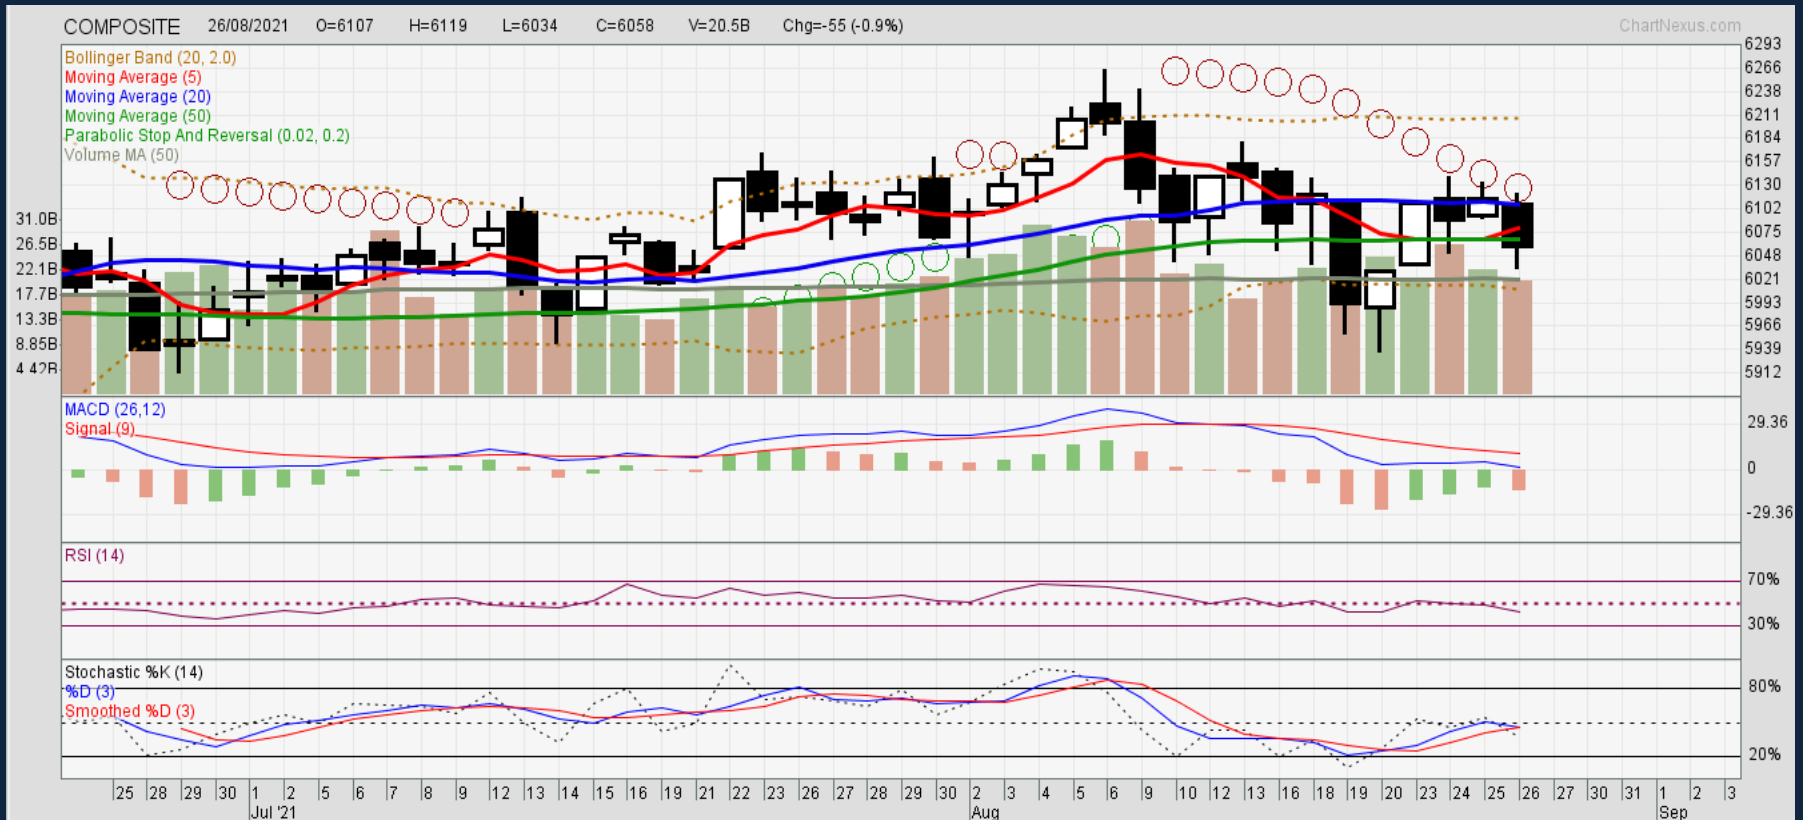 COMPOSITE 26/08/2021 O=6107 H=6119 L=6034 C=6058 V=20.5B Chg=-55 (-0.9%) ChartNexus.com
Bollinger Band (20, 2.0)
Moving Average (5)
Moving Average (20)
Moving Average (50)
Parabolic Stop And Reversal (0.02, 0.2)
Volume MA (50)
6293
6266
6238
6211
6184
6157
6130
6102
6075
6048
6021
5993
5966
5939
5912
31.0B
26.5B
22.1B
17.7B
13.3B
8.85B
4 42B
MACD (26,12)
Signal (9)
29.36
0
-29.36
RSI (14)
70%
30%
Stochastic %K (14)
%D (3)
Smoothed %D (3)
80%
20%
25 28 29 30 1 2 5 6 7 8 9 12 13 14 15 16 19 21 22 23 26 27 28 29 30 2 3 4 5 6 9 10 12 13 16 18 19 20 23 24 25 26 27 30 31 1 2 3
Jul '21 Aug Sep